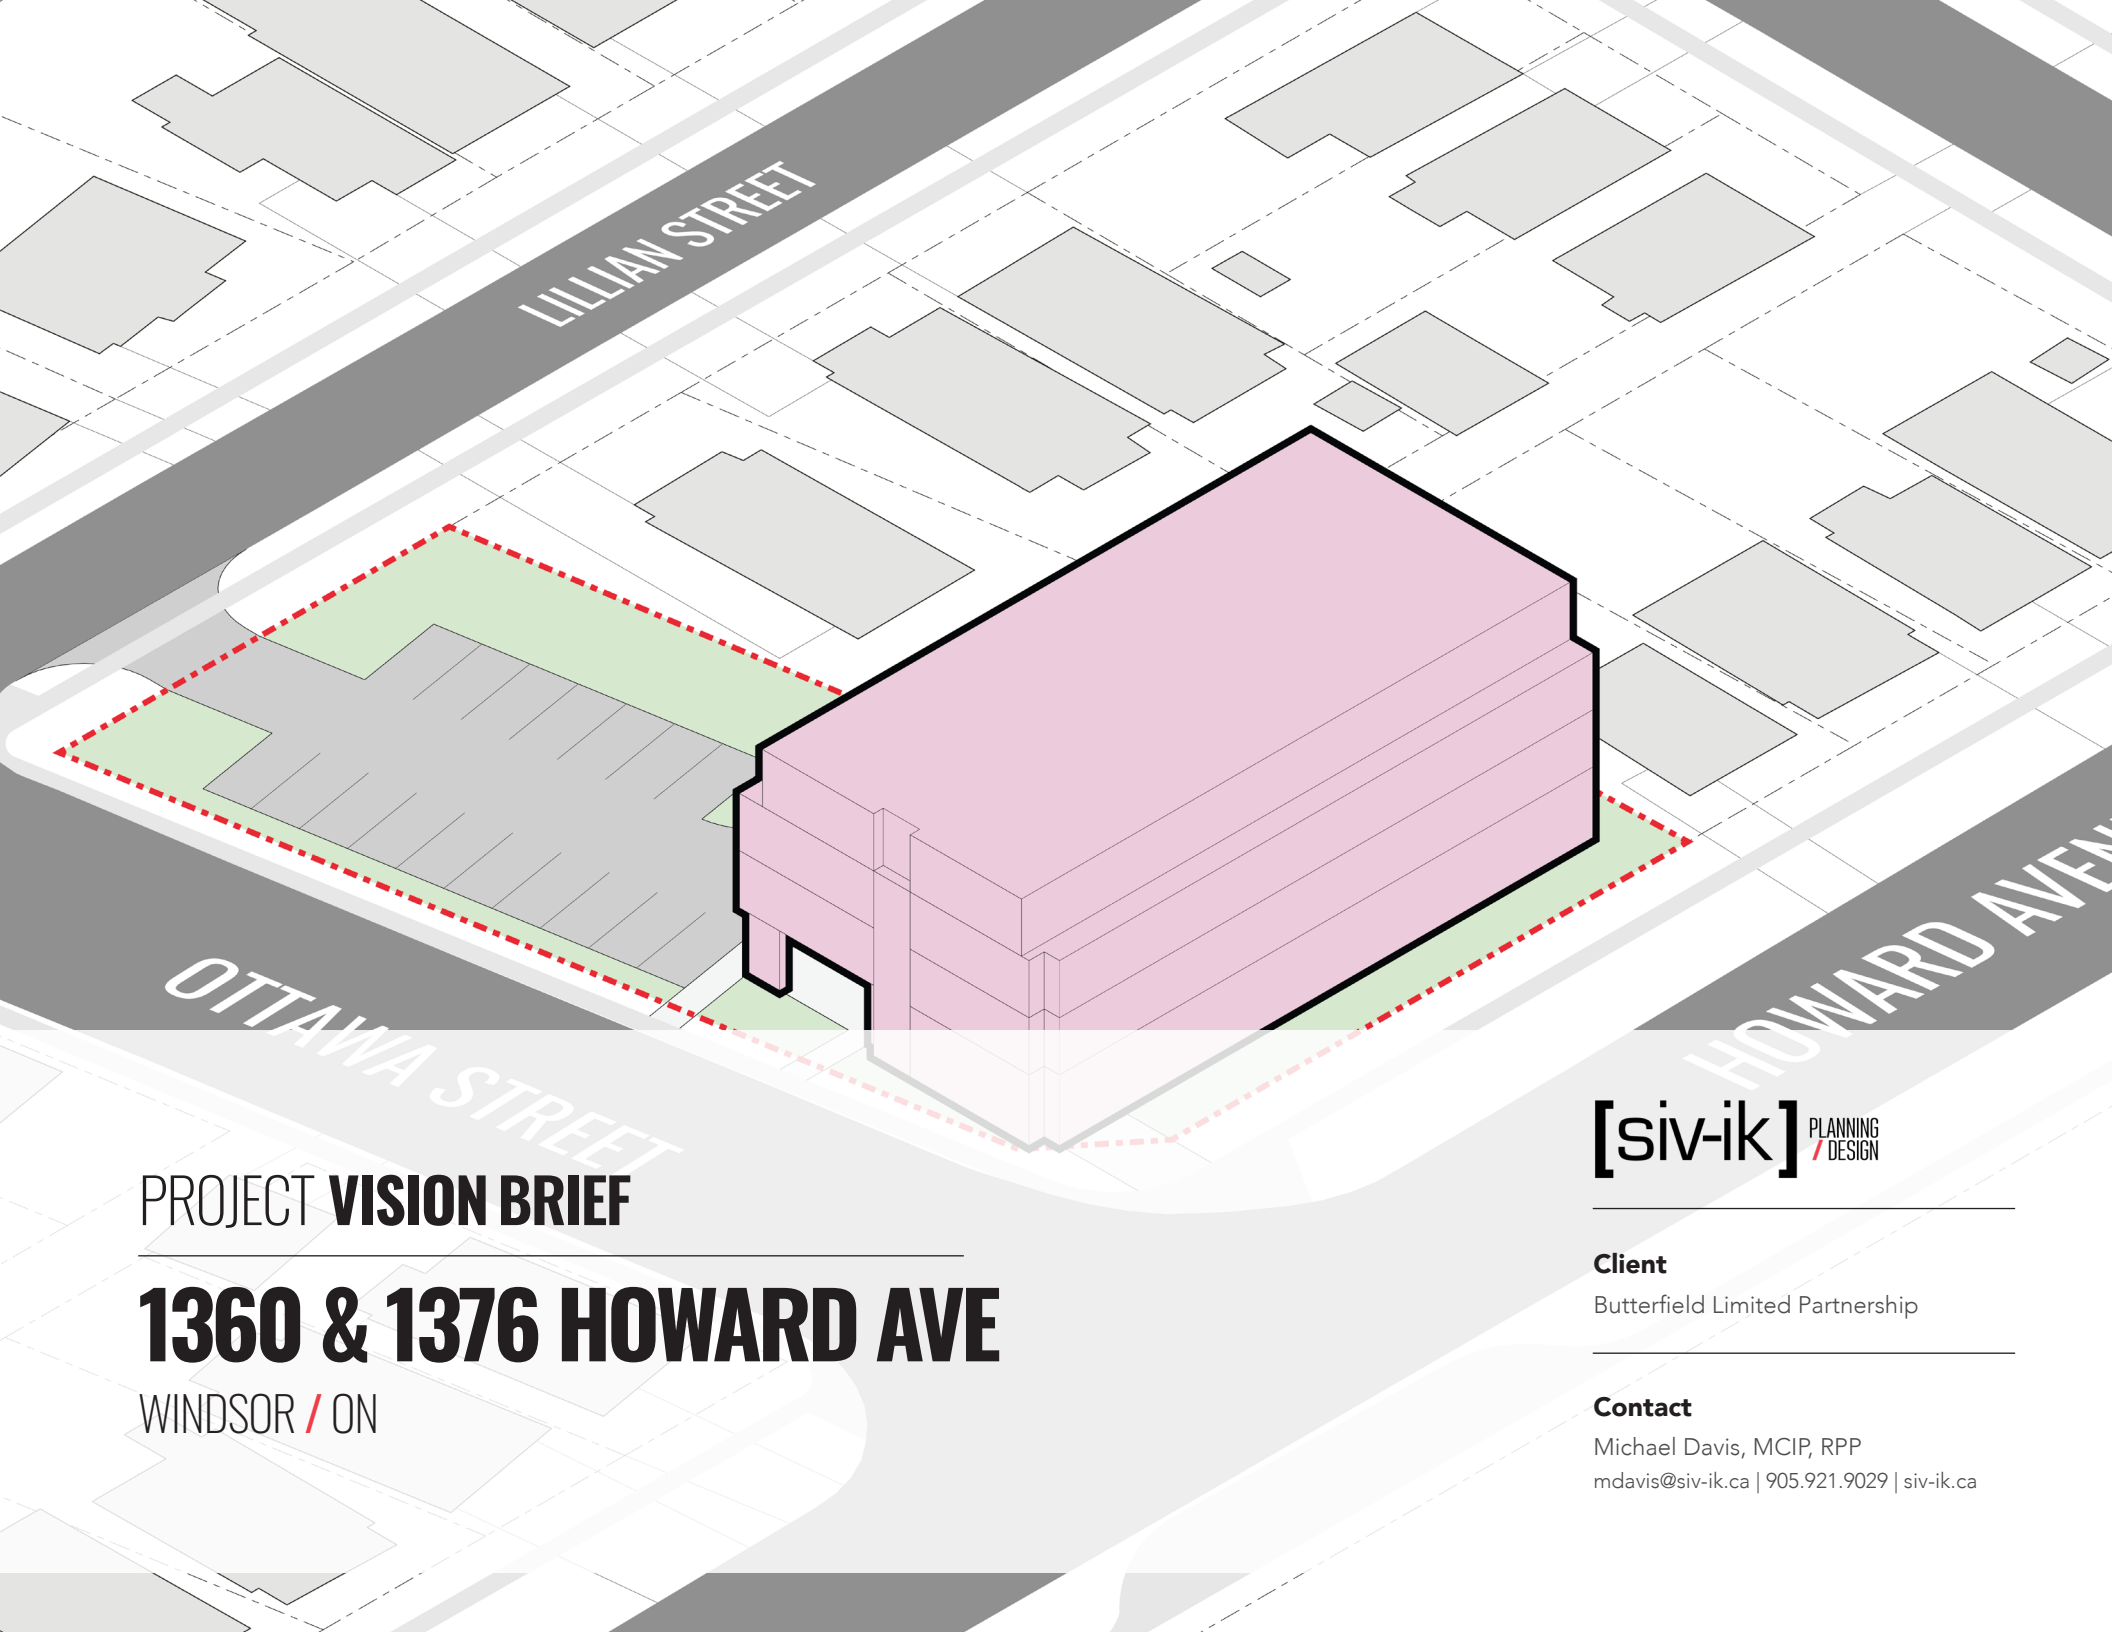 LILLIAN STREET
OTTAWA STREET
HOWARD AVEN
PROJECT VISION BRIEF
1360 & 1376 HOWARD AVE
WINDSOR / ON
[siv-ik] PLANNING
/ DESIGN
Client
Butterfield Limited Partnership
Contact
Michael Davis, MCIP, RPP
mdavis@siv-ik.ca | 905.921.9029 | siv-ik.ca